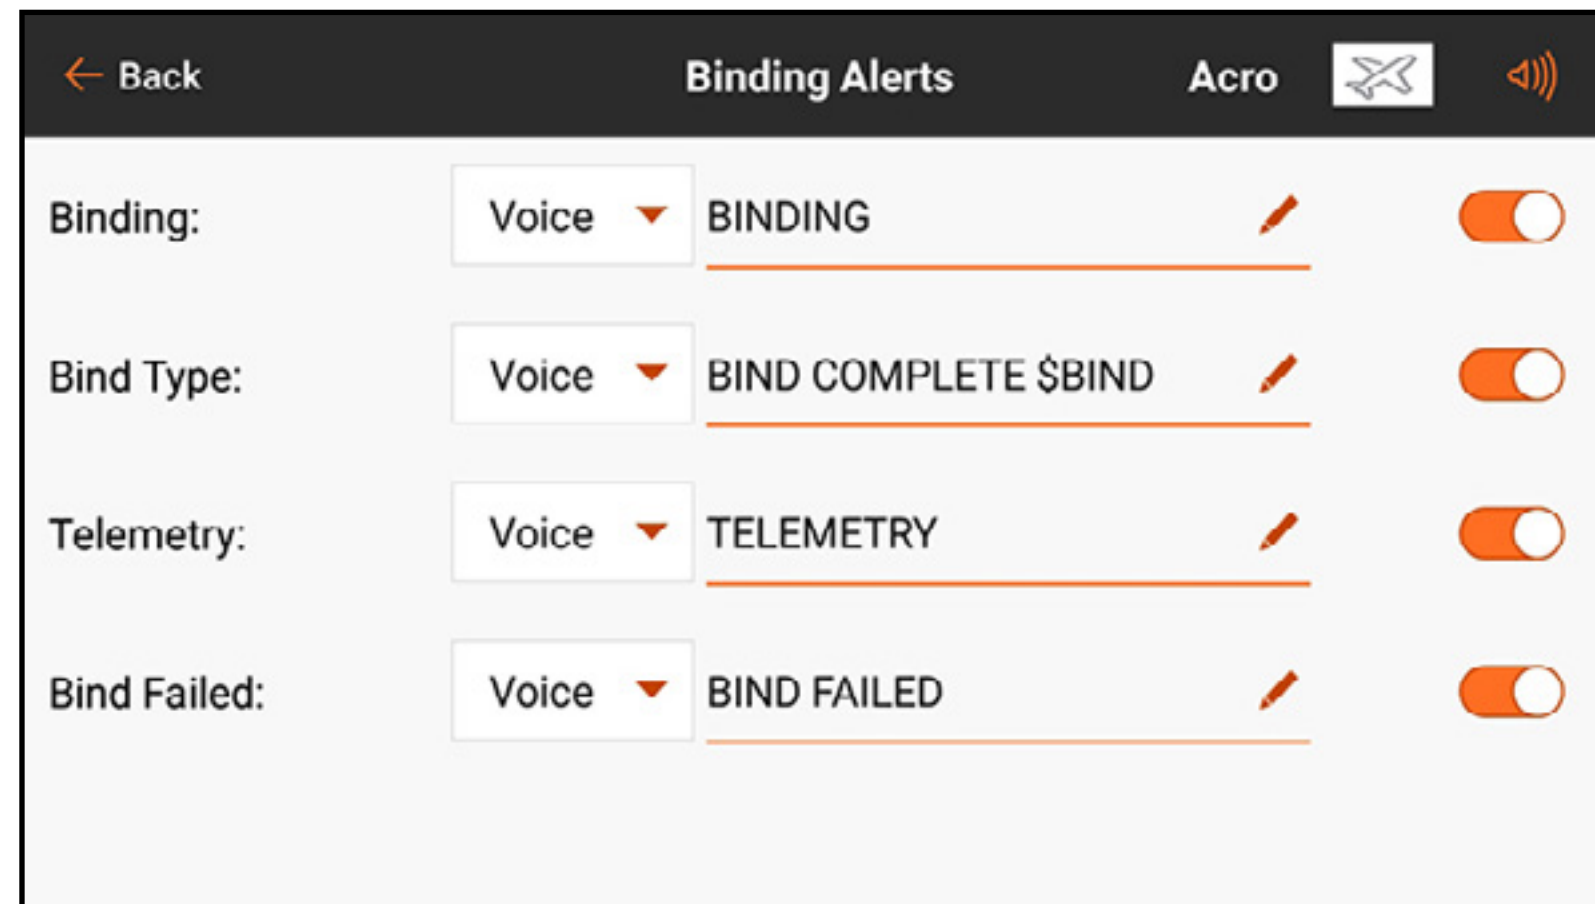 Back Binding Alerts Acro
Binding: Voice BINDING
Bind Type: Voice BIND COMPLETE $BIND
Telemetry: Voice TELEMETRY
Bind Failed: Voice BIND FAILED